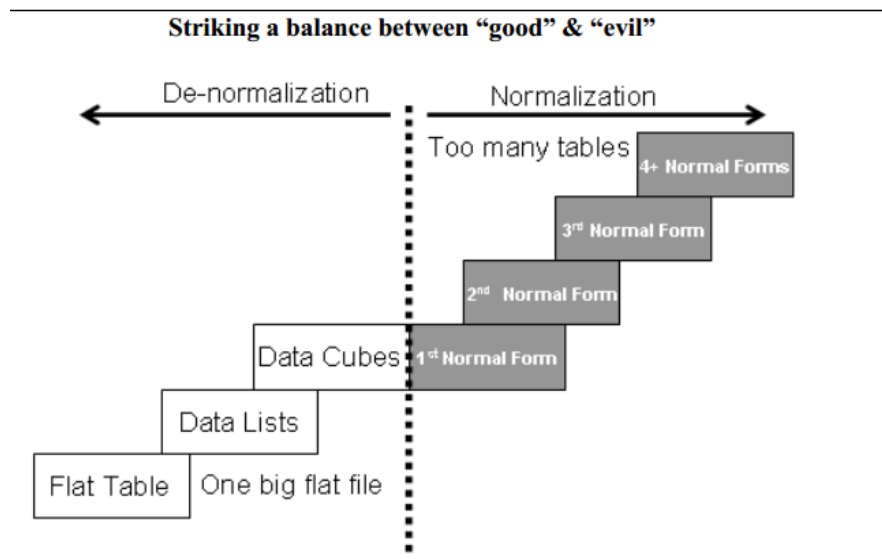 Striking a balance between “good” & “evil”
De-normalization
Normalization
Too many tables
4+ Normal Forms
3rd Normal Form
2nd Normal Form
Data Cubes
1st Normal Form
Data Lists
Flat Table
One big flat file